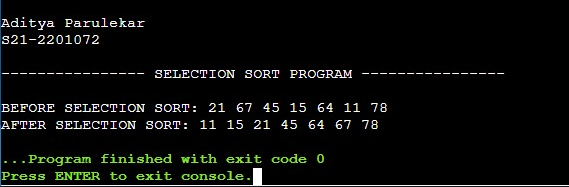 Aditya Parulekar
S21-2201072
---------------- SELECTION SORT PROGRAM ----------------
BEFORE SELECTION SORT: 21 67 45 15 64 11 78
AFTER SELECTION SORT: 11 15 21 45 64 67 78
...Program finished with exit code 0
Press ENTER to exit console.